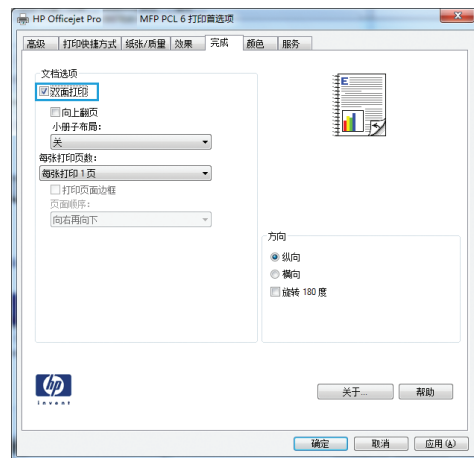 HP Officejet Pro MFP PCL 6 打印首选项
高级 打印快捷方式 纸张/质量 效果 完成 颜色 服务
文档选项
双面打印
向上翻页
小册子布局：
关
每张打印页数：
每张打印 1 页
打印页面边框
页面顺序：
向右再向下
E
1
方向
纵向
横向
旋转 180 度
hp
invent
关于...
帮助
确定
取消
应用(A)